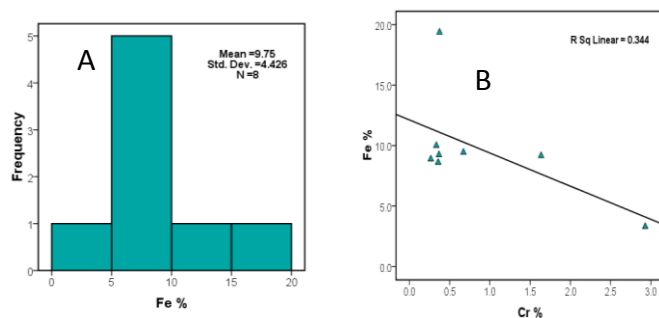 A
Mean =9.75
Std. Dev. =4.426
N =8
Frequency
5
4
3
2
1
0
0 5 10 15 20
Fe %
B
R Sq Linear = 0.344
Fe %
20.0
15.0
10.0
5.0
0.0
0.0 0.5 1.0 1.5 2.0 2.5 3.0
Cr %